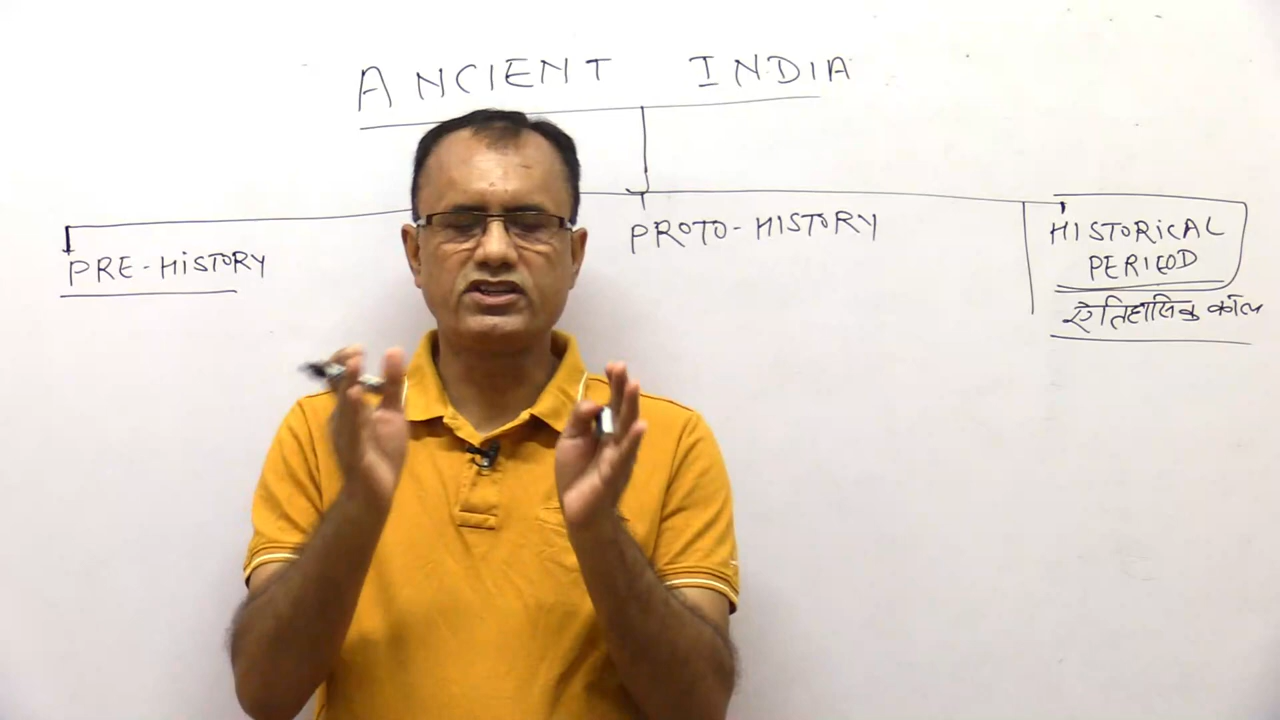 ANCIENT INDIA
PRE-HISTORY
PROTO-HISTORY
HISTORICAL
PERIOD
ऐतिहासिक काल